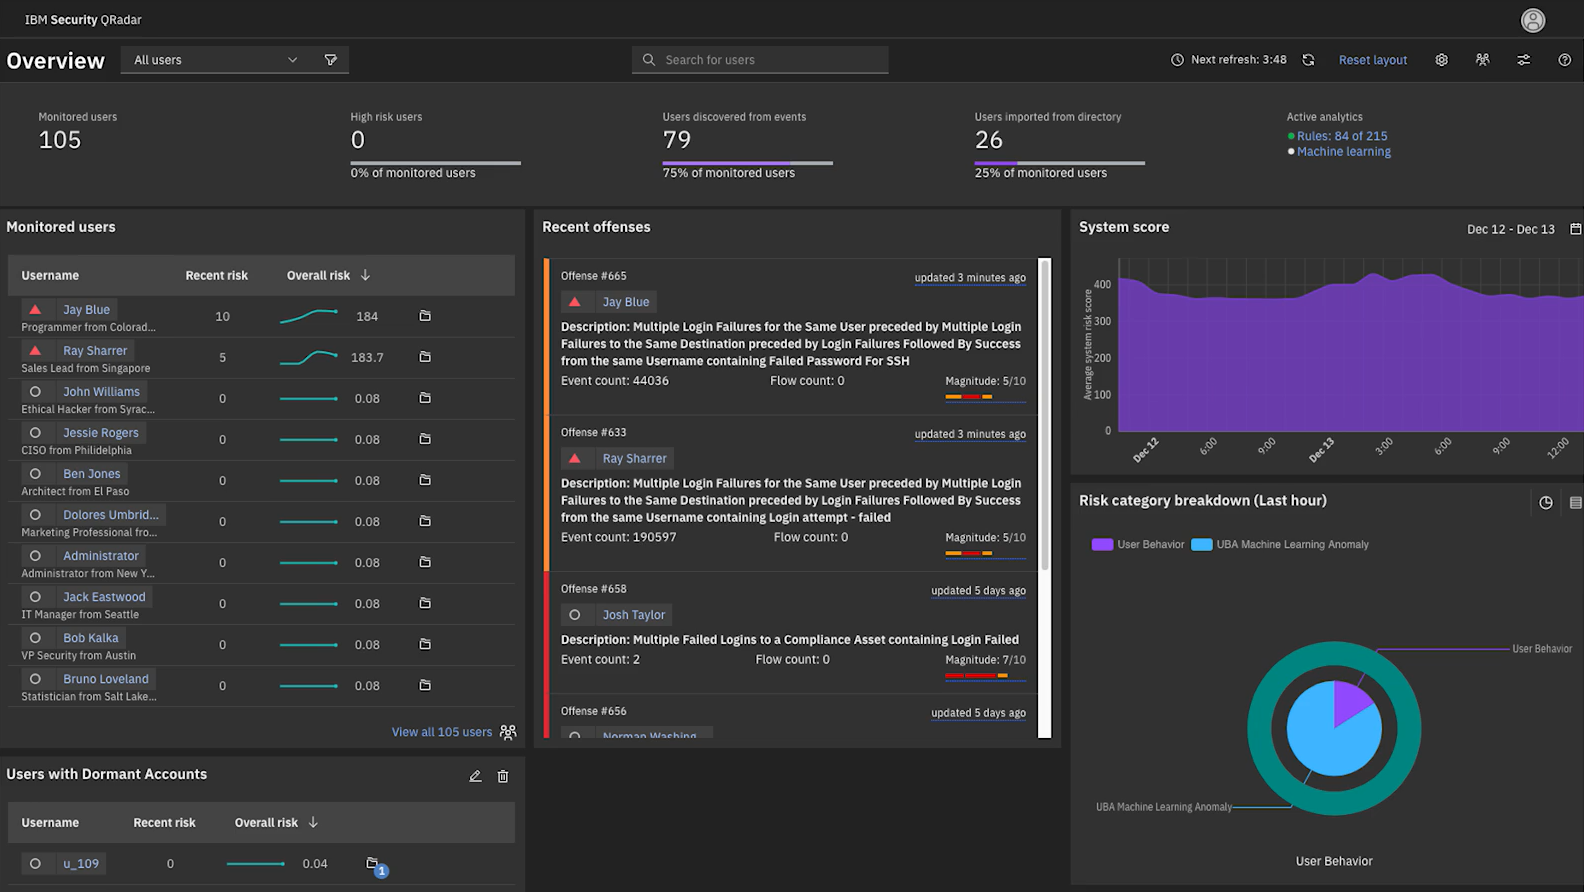 IBM Security QRadar
Overview
All users
Search for users
Next refresh: 3:48
Reset layout
Monitored users
105
High risk users
0
0% of monitored users
Users discovered from events
79
75% of monitored users
Users imported from directory
26
25% of monitored users
Active analytics
Rules: 84 of 215
Machine learning
Monitored users
Username Recent risk Overall risk
Jay Blue
Programmer from Colorad...
10 184
Ray Sharrer
Sales Lead from Singapore
5 183.7
John Williams
Ethical Hacker from Syrac...
0 0.08
Jessie Rogers
CISO from Philidelphia
0 0.08
Ben Jones
Architect from El Paso
0 0.08
Dolores Umbrid...
Marketing Professional fro...
0 0.08
Administrator
Administrator from New Y...
0 0.08
Jack Eastwood
IT Manager from Seattle
0 0.08
Bob Kalka
VP Security from Austin
0 0.08
Bruno Loveland
Statistician from Salt Lake...
0 0.08
View all 105 users
Users with Dormant Accounts
Username Recent risk Overall risk
u_109 0 0.04 1
Recent offenses
Offense #665
updated 3 minutes ago
Jay Blue
Description: Multiple Login Failures for the Same User preceded by Multiple Login
Failures to the Same Destination preceded by Login Failures Followed By Success
from the same Username containing Failed Password For SSH
Event count: 44036 Flow count: 0 Magnitude: 5/10
Offense #633
updated 3 minutes ago
Ray Sharrer
Description: Multiple Login Failures for the Same User preceded by Multiple Login
Failures to the Same Destination preceded by Login Failures Followed By Success
from the same Username containing Login attempt - failed
Event count: 190597 Flow count: 0 Magnitude: 5/10
Offense #658
updated 5 days ago
Josh Taylor
Description: Multiple Failed Logins to a Compliance Asset containing Login Failed
Event count: 2 Flow count: 0 Magnitude: 7/10
Offense #656
updated 5 days ago
Norman Washing...
System score
Dec 12 - Dec 13
Average system risk score
400
300
200
100
0
Dec 12 6:00 9:00 Dec 13 3:00 6:00 9:00 12:00
Risk category breakdown (Last hour)
User Behavior UBA Machine Learning Anomaly
User Behavior
UBA Machine Learning Anomaly
User Behavior